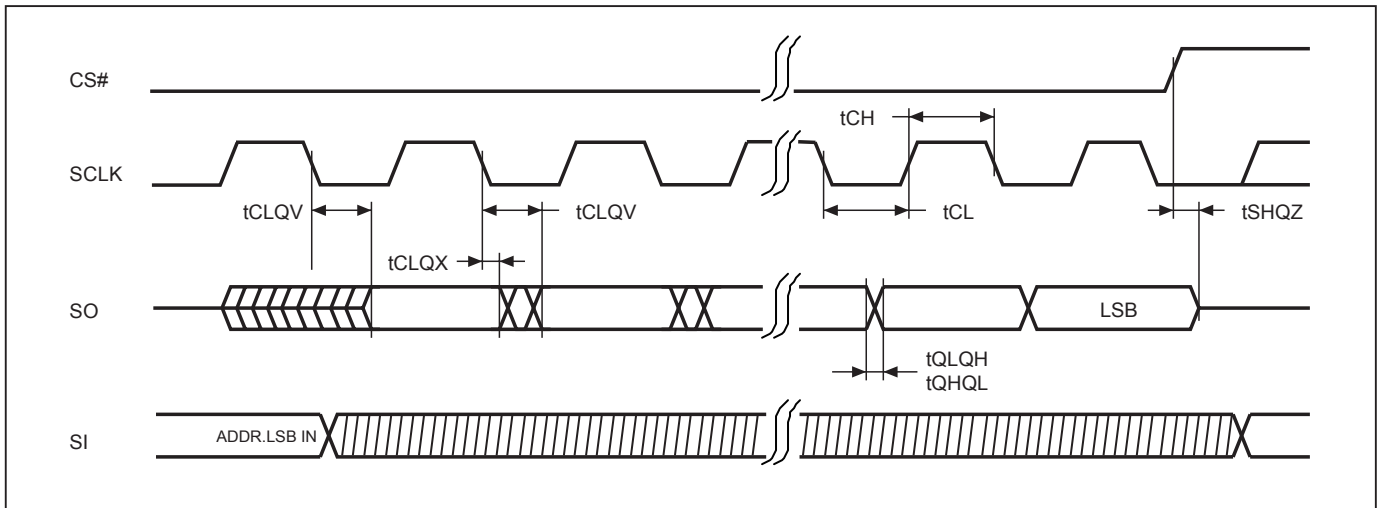 CS#
tCH
SCLK
tCLQV
tCLQV
tCL
tSHQZ
tCLQX
SO
LSB
tQLQH
tQHQL
SI
ADDR.LSB IN